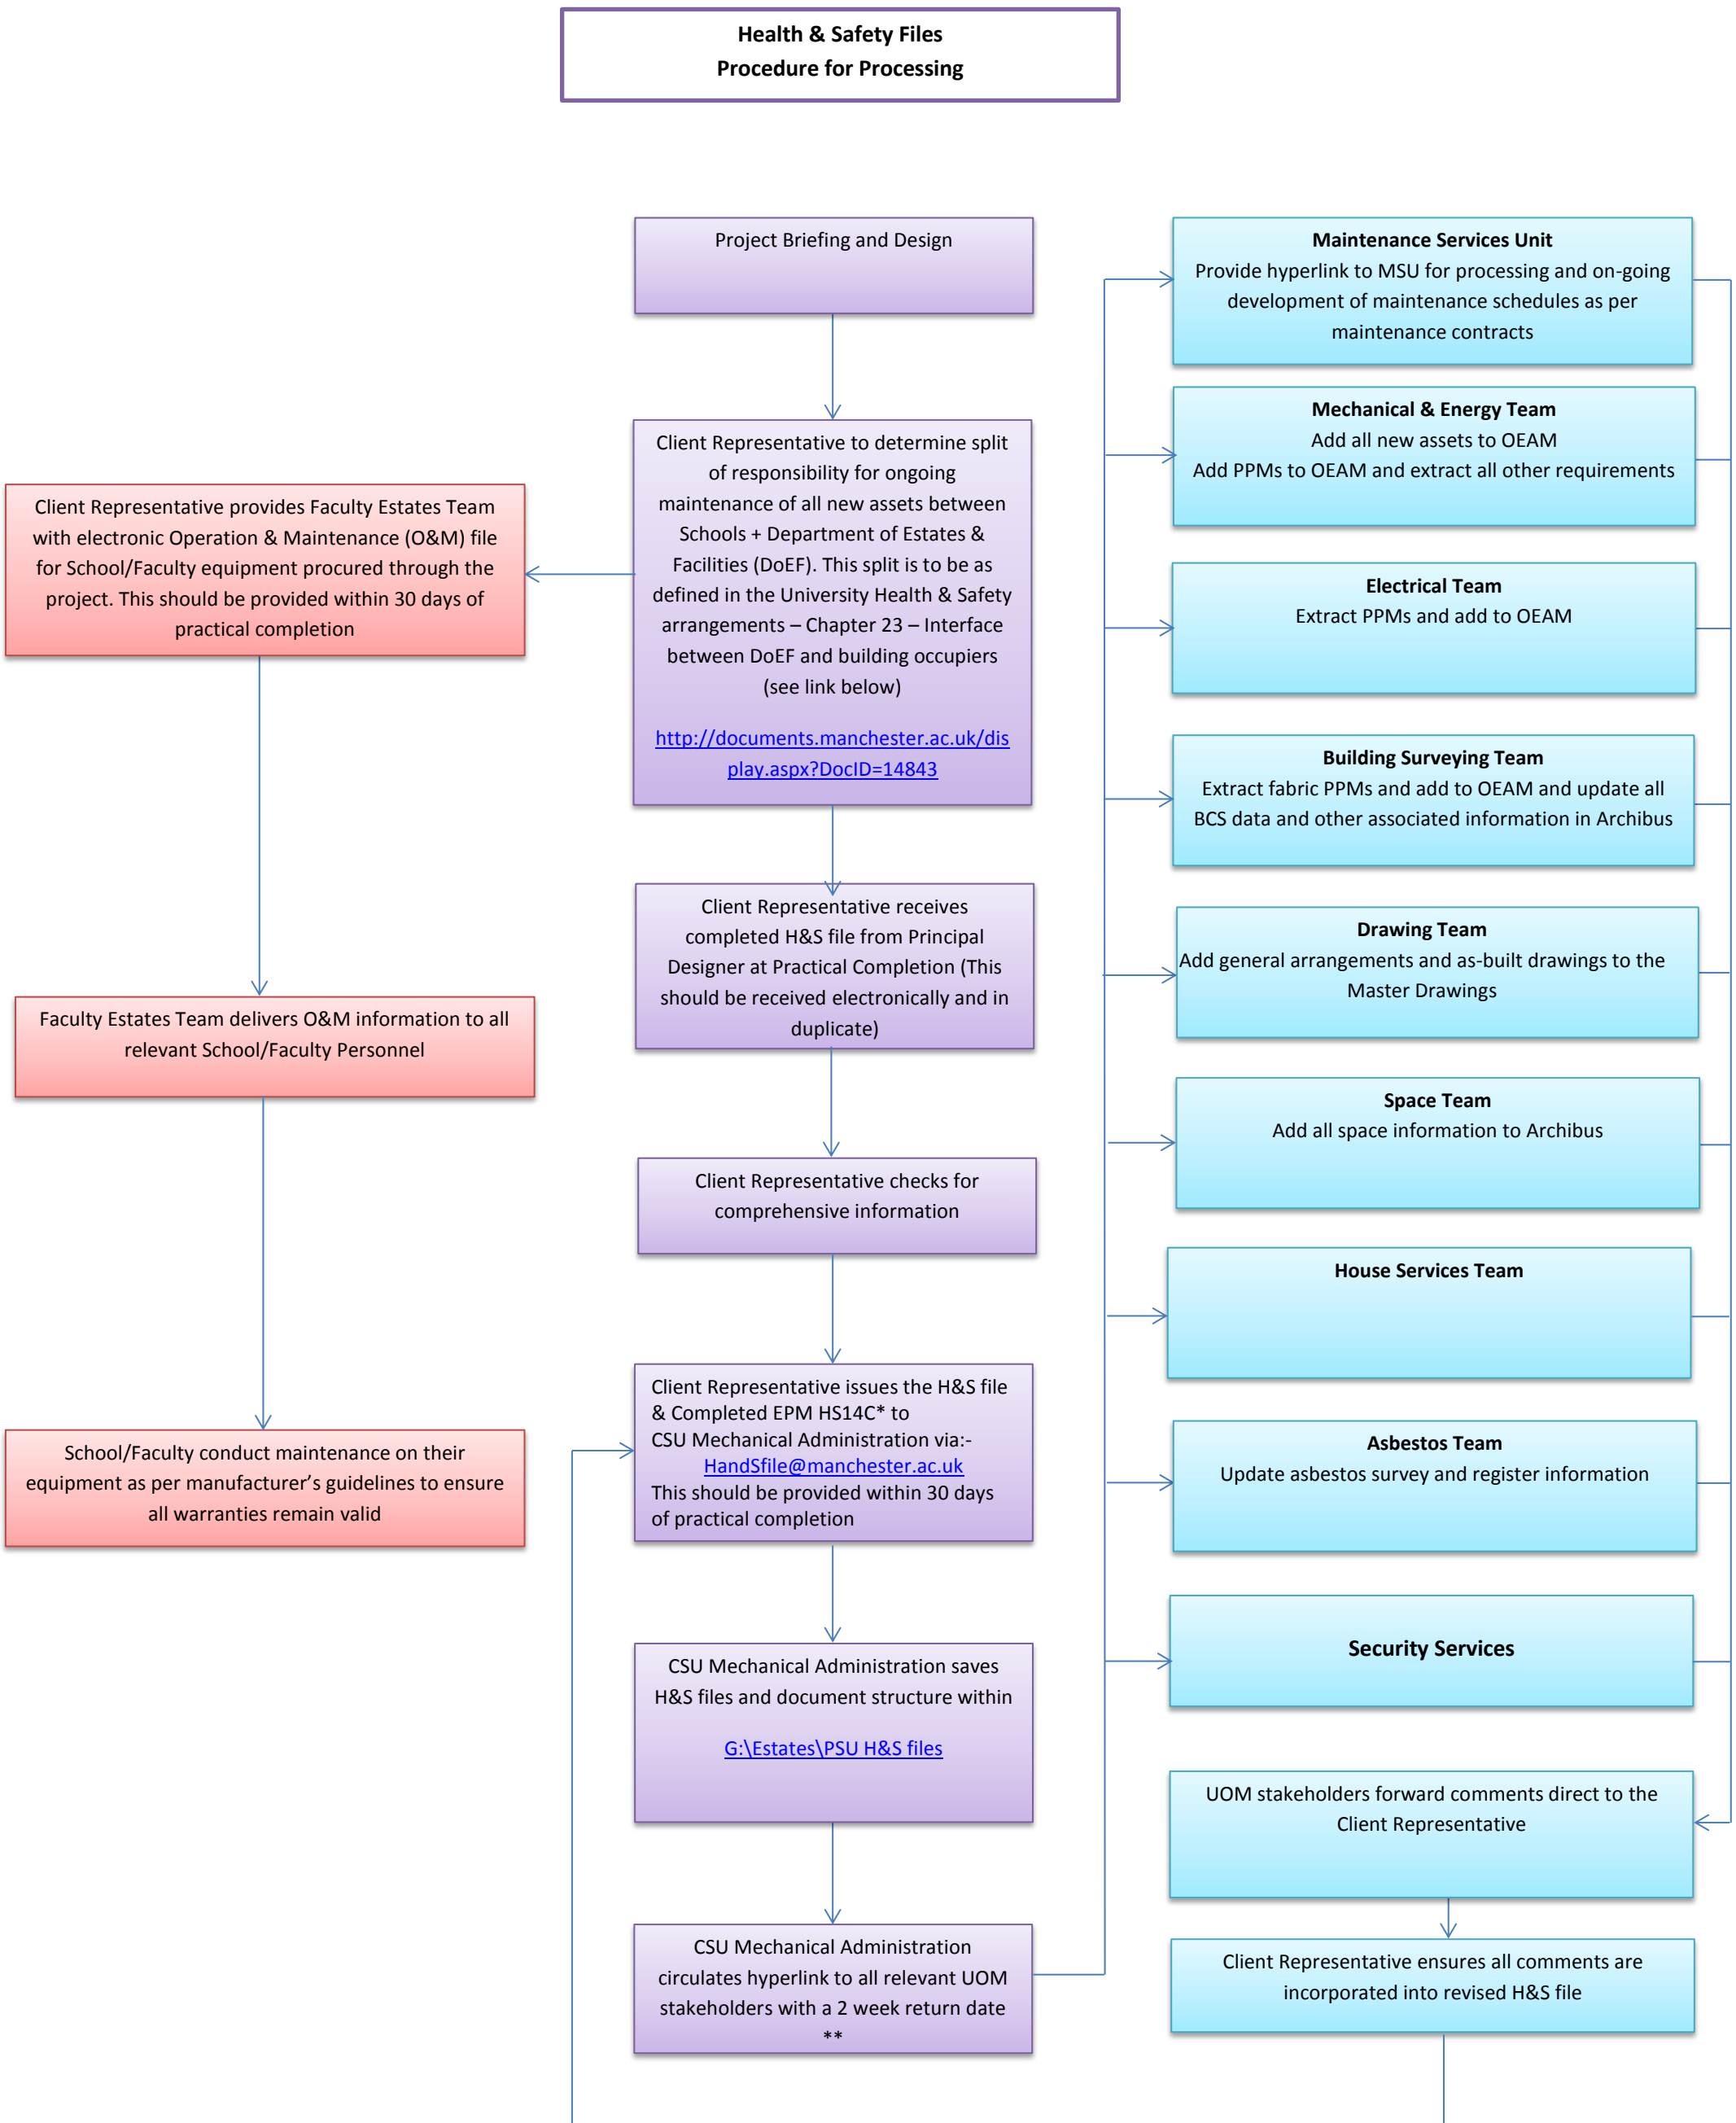 Health & Safety Files
Procedure for Processing
Project Briefing and Design
Client Representative to determine split
of responsibility for ongoing
maintenance of all new assets between
Schools + Department of Estates &
Facilities (DoEF). This split is to be as
defined in the University Health & Safety
arrangements – Chapter 23 – Interface
between DoEF and building occupiers
(see link below)
http://documents.manchester.ac.uk/dis
play.aspx?DocID=14843
Client Representative receives
completed H&S file from Principal
Designer at Practical Completion (This
should be received electronically and in
duplicate)
Client Representative checks for
comprehensive information
Client Representative issues the H&S file
& Completed EPM HS14C* to
CSU Mechanical Administration via:-
HandSfile@manchester.ac.uk
This should be provided within 30 days
of practical completion
CSU Mechanical Administration saves
H&S files and document structure within
G:\Estates\PSU H&S files
CSU Mechanical Administration
circulates hyperlink to all relevant UOM
stakeholders with a 2 week return date
**
Client Representative provides Faculty Estates Team
with electronic Operation & Maintenance (O&M) file
for School/Faculty equipment procured through the
project. This should be provided within 30 days of
practical completion
Faculty Estates Team delivers O&M information to all
relevant School/Faculty Personnel
School/Faculty conduct maintenance on their
equipment as per manufacturer’s guidelines to ensure
all warranties remain valid
Maintenance Services Unit
Provide hyperlink to MSU for processing and on-going
development of maintenance schedules as per
maintenance contracts
Mechanical & Energy Team
Add all new assets to OEAM
Add PPMs to OEAM and extract all other requirements
Electrical Team
Extract PPMs and add to OEAM
Building Surveying Team
Extract fabric PPMs and add to OEAM and update all
BCS data and other associated information in Archibus
Drawing Team
Add general arrangements and as-built drawings to the
Master Drawings
Space Team
Add all space information to Archibus
House Services Team
Asbestos Team
Update asbestos survey and register information
Security Services
UOM stakeholders forward comments direct to the
Client Representative
Client Representative ensures all comments are
incorporated into revised H&S file